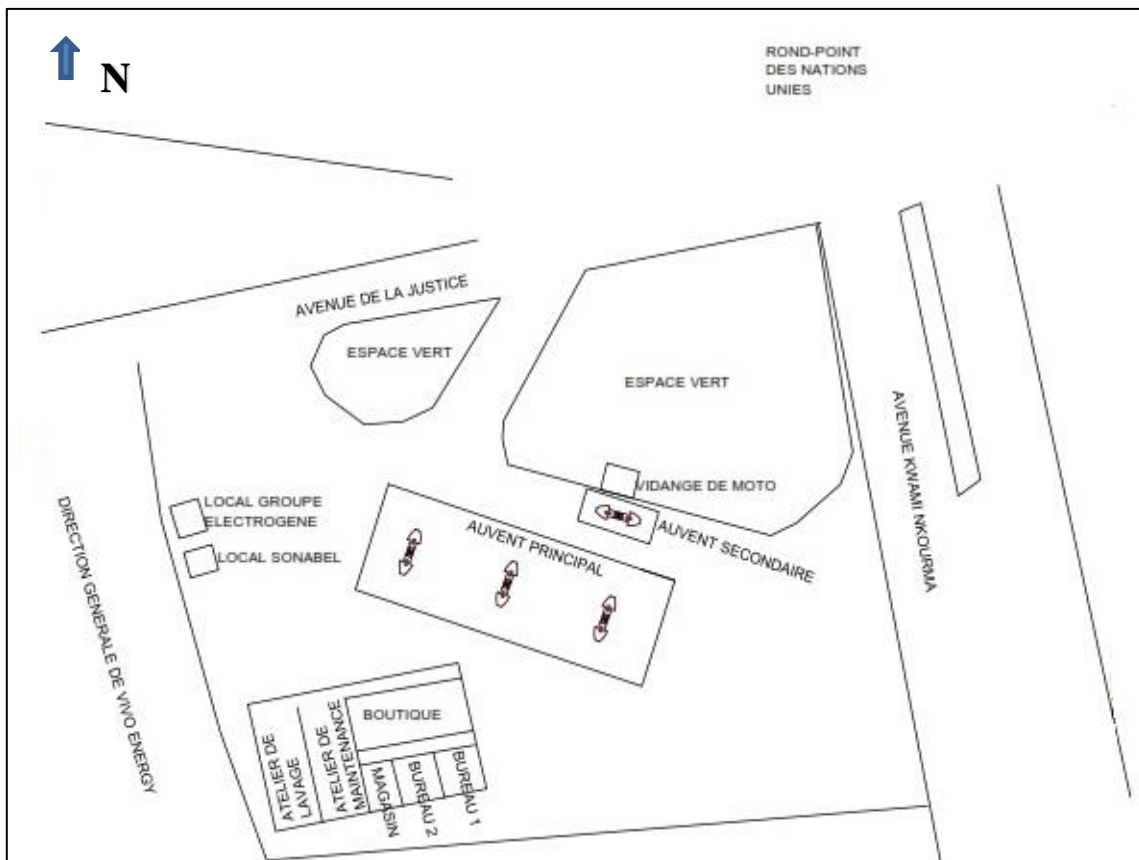 N
ROND-POINT
DES NATIONS
UNIES
AVENUE DE LA JUSTICE
ESPACE VERT
ESPACE VERT
AVENUE KWAMI NKOURMA
VIDANGE DE MOTO
LOCAL GROUPE
ELECTROGENE
AUVENT PRINCIPAL
AUVENT SECONDAIRE
LOCAL SONABEL
DIRECTION GENERALE DE VIVO ENERGY
BOUTIQUE
ATELIER DE
LAVAGE
ATELIER DE
MAINTENANCE
MAGASIN
BUREAU 2
BUREAU 1